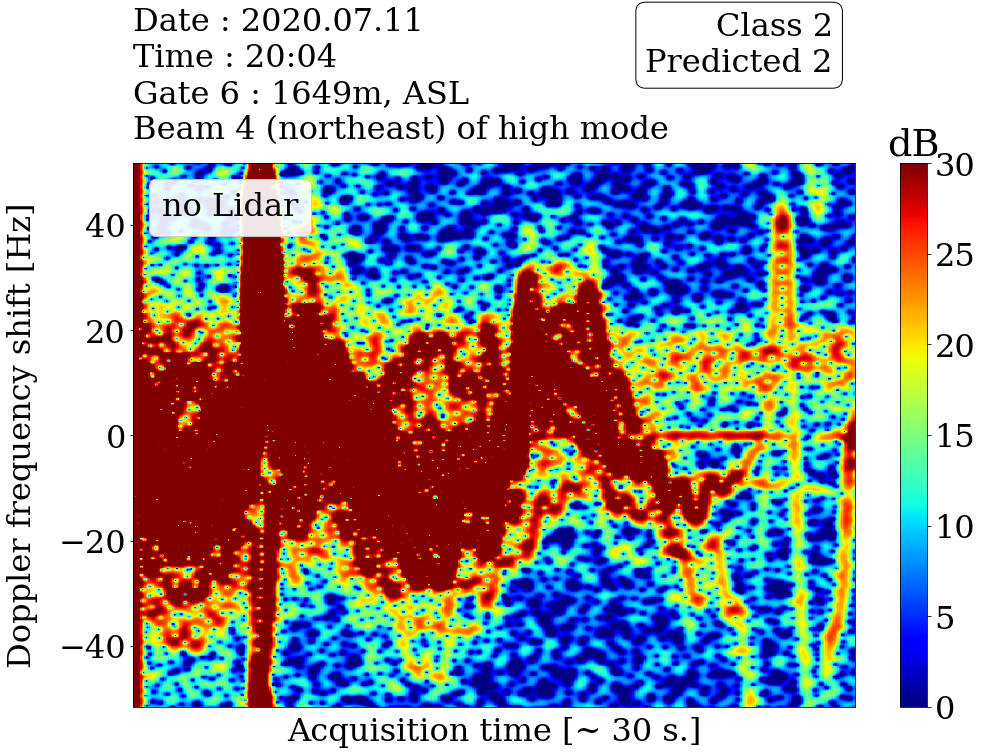 Date : 2020.07.11
Time : 20:04
Gate 6 : 1649m, ASL
Beam 4 (northeast) of high mode
Class 2
Predicted 2
dB
no Lidar
Doppler frequency shift [Hz]
40
20
0
−20
−40
30
25
20
15
10
5
0
Acquisition time [~ 30 s.]